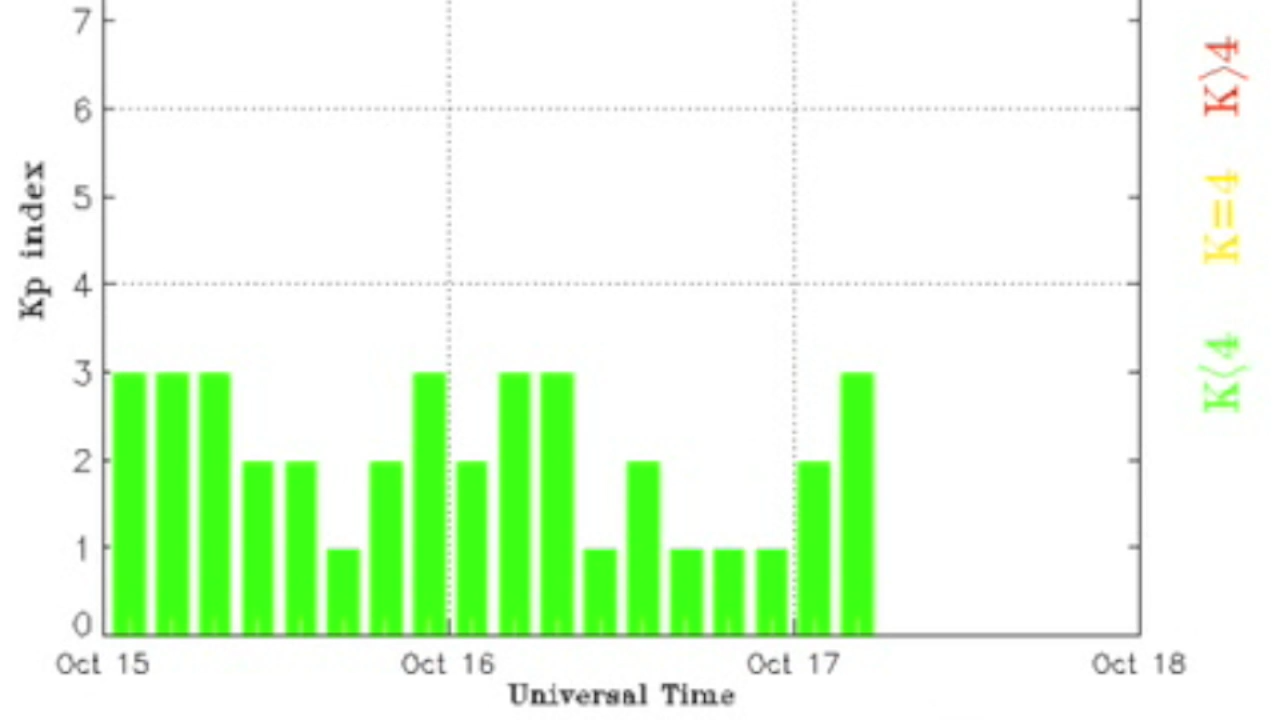 7
6
5
4
3
2
1
0
Kp index
Oct 15
Oct 16
Oct 17
Oct 18
Universal Time
K<4
K=4
K>4